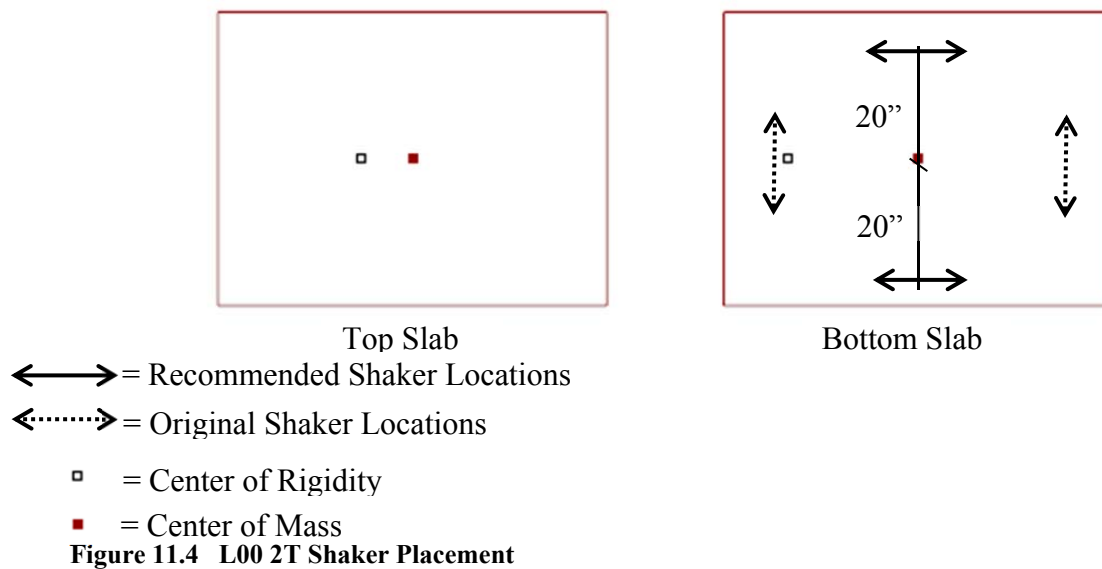 20”
20”
Top Slab
Bottom Slab
= Recommended Shaker Locations
= Original Shaker Locations
= Center of Rigidity
= Center of Mass
Figure 11.4 L00 2T Shaker Placement